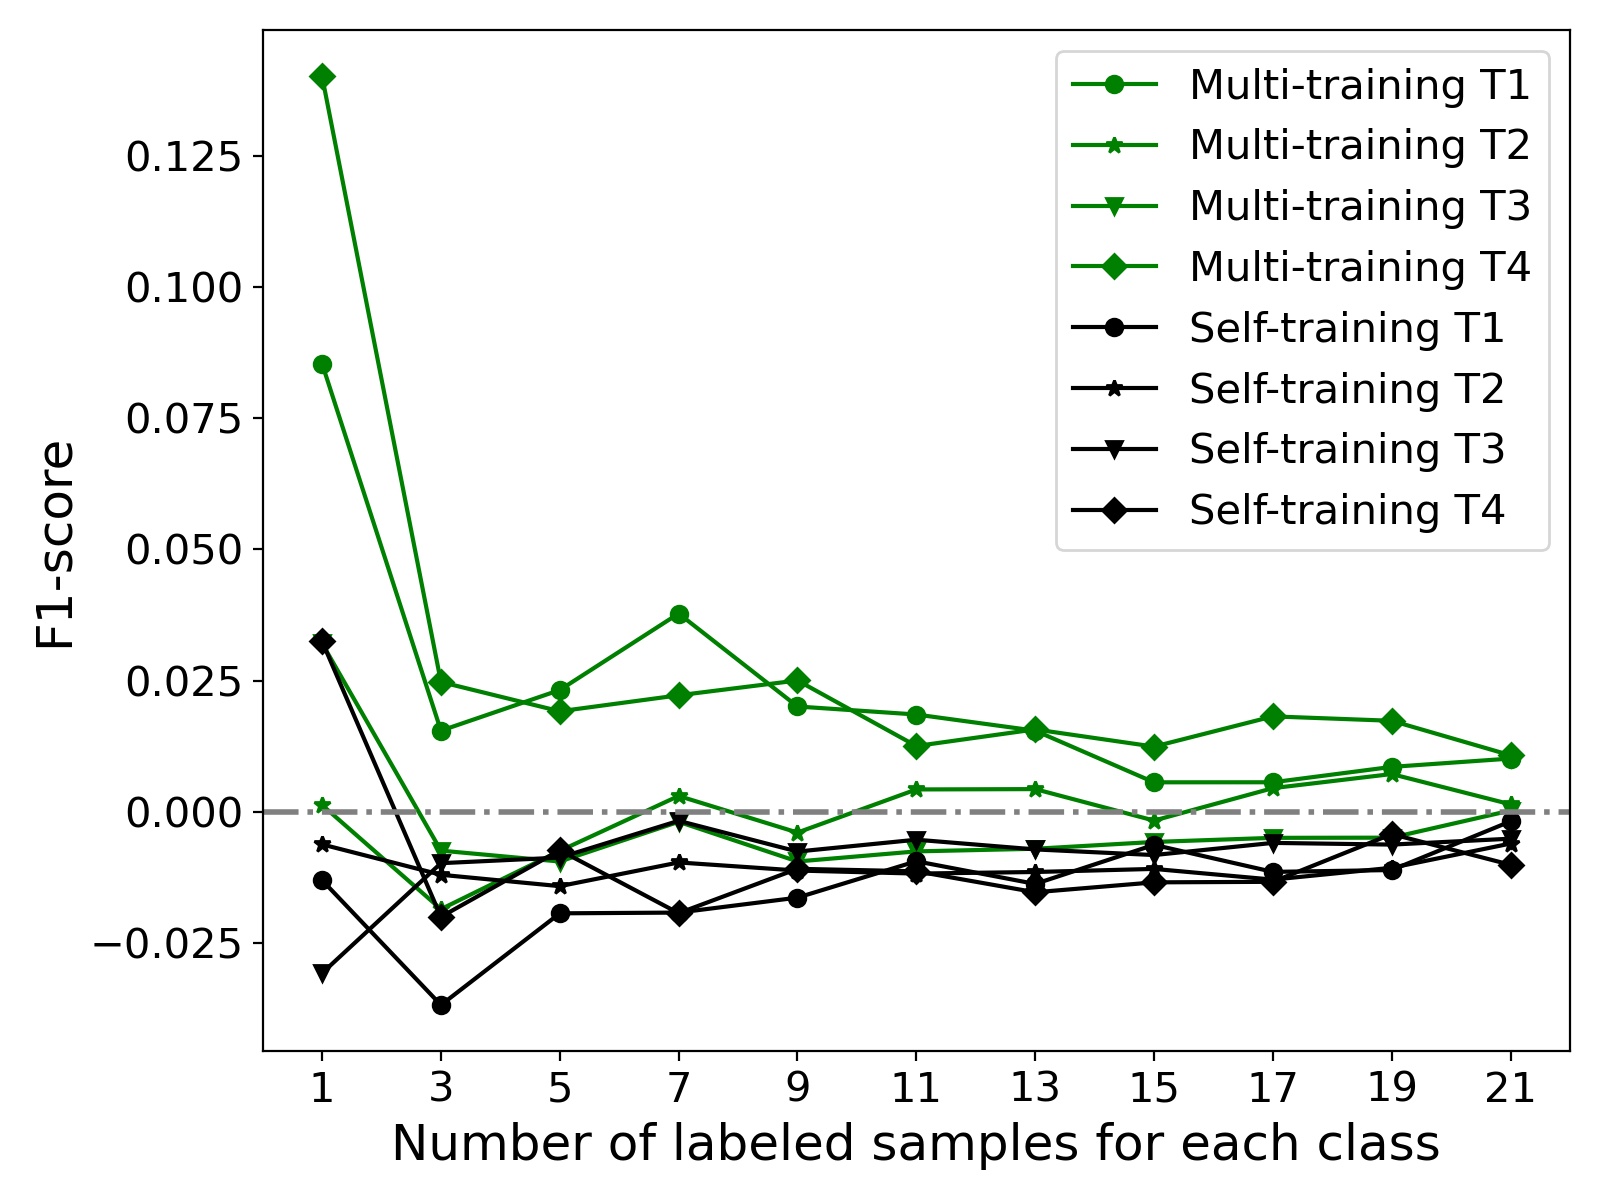 Multi-training T1
Multi-training T2
Multi-training T3
Multi-training T4
Self-training T1
Self-training T2
Self-training T3
Self-training T4
F1-score
0.125
0.100
0.075
0.050
0.025
0.000
−0.025
1 3 5 7 9 11 13 15 17 19 21
Number of labeled samples for each class